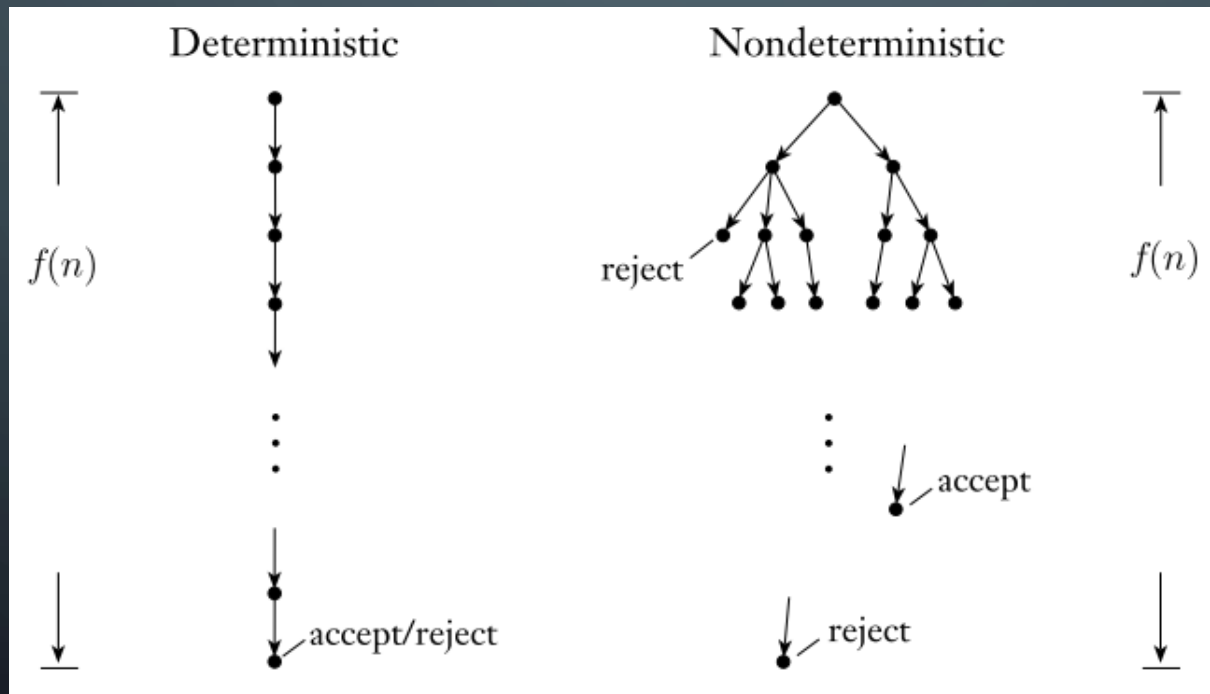 Deterministic
Nondeterministic
f(n)
reject
f(n)
accept
accept/reject
reject